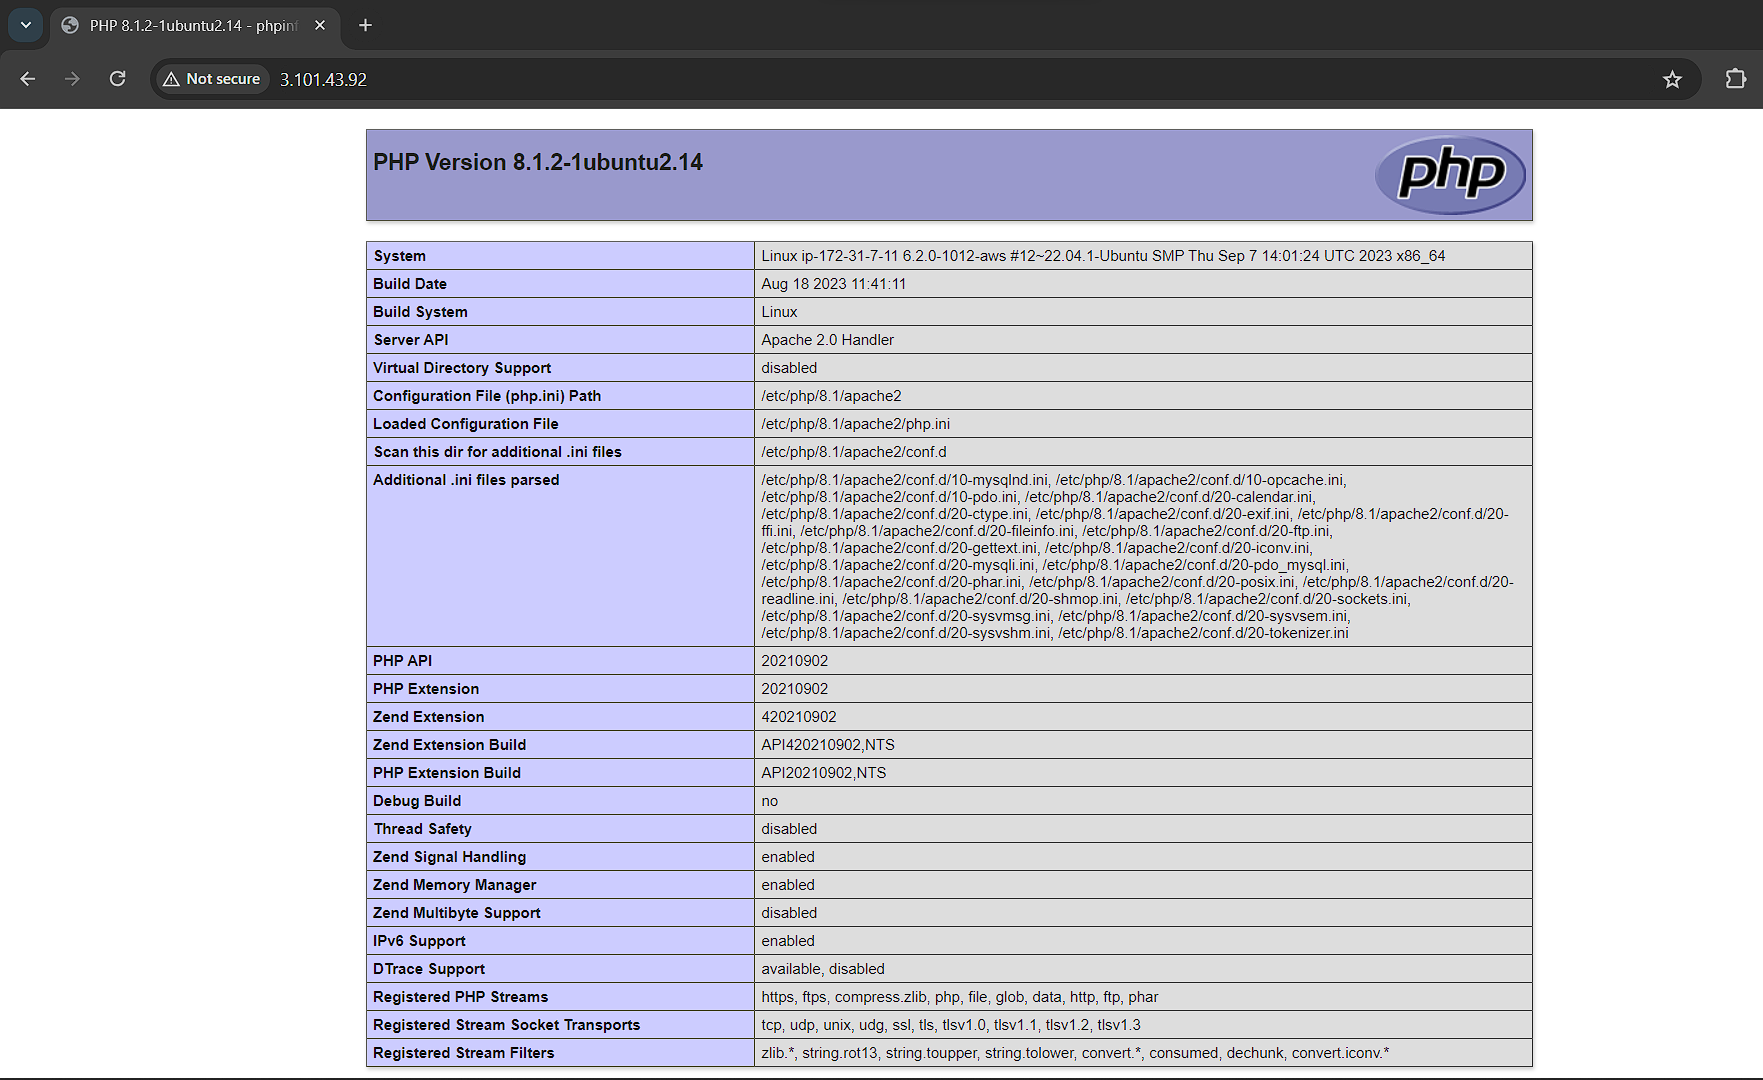 PHP 8.1.2-1ubuntu2.14 - phpinf
Not secure
3.101.43.92
PHP Version 8.1.2-1ubuntu2.14
php
System Linux ip-172-31-7-11 6.2.0-1012-aws #12~22.04.1-Ubuntu SMP Thu Sep 7 14:01:24 UTC 2023 x86_64
Build Date Aug 18 2023 11:41:11
Build System Linux
Server API Apache 2.0 Handler
Virtual Directory Support disabled
Configuration File (php.ini) Path /etc/php/8.1/apache2
Loaded Configuration File /etc/php/8.1/apache2/php.ini
Scan this dir for additional .ini files /etc/php/8.1/apache2/conf.d
Additional .ini files parsed /etc/php/8.1/apache2/conf.d/10-mysqlnd.ini, /etc/php/8.1/apache2/conf.d/10-opcache.ini,
/etc/php/8.1/apache2/conf.d/10-pdo.ini, /etc/php/8.1/apache2/conf.d/20-calendar.ini,
/etc/php/8.1/apache2/conf.d/20-ctype.ini, /etc/php/8.1/apache2/conf.d/20-exif.ini, /etc/php/8.1/apache2/conf.d/20-
ffi.ini, /etc/php/8.1/apache2/conf.d/20-fileinfo.ini, /etc/php/8.1/apache2/conf.d/20-ftp.ini,
/etc/php/8.1/apache2/conf.d/20-gettext.ini, /etc/php/8.1/apache2/conf.d/20-iconv.ini,
/etc/php/8.1/apache2/conf.d/20-mysqli.ini, /etc/php/8.1/apache2/conf.d/20-pdo_mysql.ini,
/etc/php/8.1/apache2/conf.d/20-phar.ini, /etc/php/8.1/apache2/conf.d/20-posix.ini, /etc/php/8.1/apache2/conf.d/20-
readline.ini, /etc/php/8.1/apache2/conf.d/20-shmop.ini, /etc/php/8.1/apache2/conf.d/20-sockets.ini,
/etc/php/8.1/apache2/conf.d/20-sysvmsg.ini, /etc/php/8.1/apache2/conf.d/20-sysvsem.ini,
/etc/php/8.1/apache2/conf.d/20-sysvshm.ini, /etc/php/8.1/apache2/conf.d/20-tokenizer.ini
PHP API 20210902
PHP Extension 20210902
Zend Extension 420210902
Zend Extension Build API420210902,NTS
PHP Extension Build API20210902,NTS
Debug Build no
Thread Safety disabled
Zend Signal Handling enabled
Zend Memory Manager enabled
Zend Multibyte Support disabled
IPv6 Support enabled
DTrace Support available, disabled
Registered PHP Streams https, ftps, compress.zlib, php, file, glob, data, http, ftp, phar
Registered Stream Socket Transports tcp, udp, unix, udg, ssl, tls, tlsv1.0, tlsv1.1, tlsv1.2, tlsv1.3
Registered Stream Filters zlib.*, string.rot13, string.toupper, string.tolower, convert.*, consumed, dechunk, convert.iconv.*